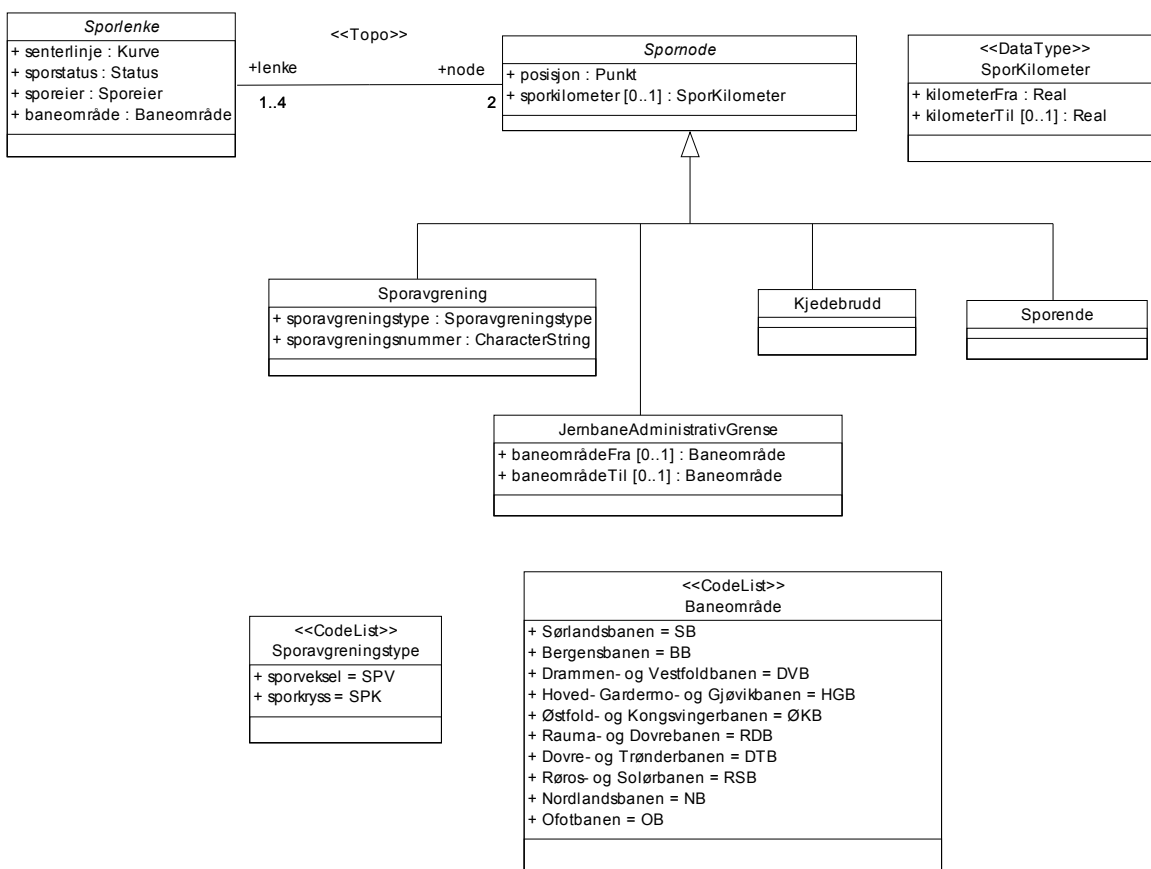 Sporlenke
+ senterlinje : Kurve
+ sporstatus : Status
+ sporeier : Sporeier
+ baneområde : Baneområde
<<Topo>>
+lenke
+node
1..4
2
Spornode
+ posisjon : Punkt
+ sporkilometer [0..1] : SporKilometer
<<DataType>>
SporKilometer
+ kilometerFra : Real
+ kilometerTil [0..1] : Real
Sporavgrening
+ sporavgreningstype : Sporavgreningstype
+ sporavgreningsnummer : CharacterString
Kjedebrudd
Sporende
JernbaneAdministrativGrense
+ baneområdeFra [0..1] : Baneområde
+ baneområdeTil [0..1] : Baneområde
<<CodeList>>
Sporavgreningstype
+ sporveksel = SPV
+ sporkryss = SPK
<<CodeList>>
Baneområde
+ Sørlandsbanen = SB
+ Bergensbanen = BB
+ Drammen- og Vestfoldbanen = DVB
+ Hoved- Gardermo- og Gjøvikbanen = HGB
+ Østfold- og Kongsvingerbanen = ØKB
+ Rauma- og Dovrebanen = RDB
+ Dovre- og Trønderbanen = DTB
+ Røros- og Solørbanen = RSB
+ Nordlandsbanen = NB
+ Ofotbanen = OB